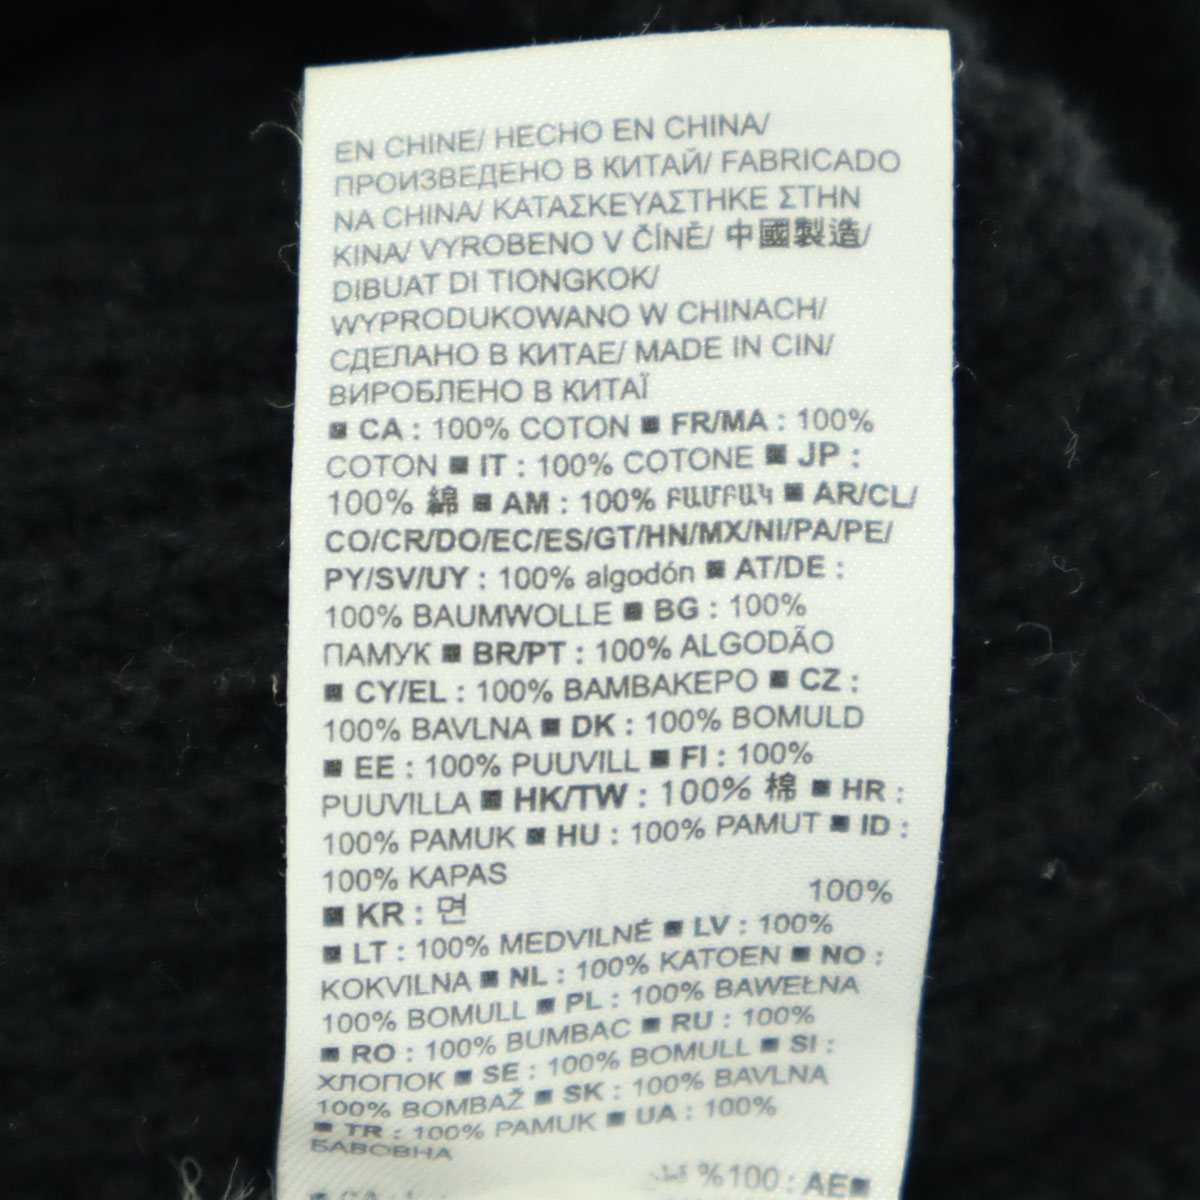 EN CHINE/ HECHO EN CHINA/
ПРОИЗВЕДЕНО В КИТАЙ/ FABRICADO
NA CHINA/ ΚΑΤΑΣΚΕΥΑΣΤΗΚΕ ΣΤΗΝ
ΚΙΝΑ/ VYROBENO V ČÍNĚ/ 中國製造/
DIBUAT DI TIONGKOK/
WYPRODUKOWANO W CHINACH/
СДЕЛАНО В КИТАЕ/ MADE IN CIN/
ВИРОБЛЕНО В КИТАЇ
■ CA : 100% COTON ■ FR/MA : 100%
COTON ■ IT : 100% COTONE ■ JP :
100% 綿 ■ AM : 100% ԲԱՄԲԱԿ ■ AR/CL/
CO/CR/DO/EC/ES/GT/HN/MX/NI/PA/PE/
PY/SV/UY : 100% algodón ■ AT/DE :
100% BAUMWOLLE ■ BG : 100%
ПАМУК ■ BR/PT : 100% ALGODÃO
■ CY/EL : 100% ΒΑΜΒΑΚΕΡΟ ■ CZ :
100% BAVLNA ■ DK : 100% BOMULD
■ EE : 100% PUUVILL ■ FI : 100%
PUUVILLA ■ HK/TW : 100% 棉 ■ HR :
100% PAMUK ■ HU : 100% PAMUT ■ ID :
100% KAPAS
■ KR : 면 100%
■ LT : 100% MEDVILNĖ ■ LV : 100%
KOKVILNA ■ NL : 100% KATOEN ■ NO :
100% BOMULL ■ PL : 100% BAWEŁNA
■ RO : 100% BUMBAC ■ RU : 100%
ХЛОПОК ■ SE : 100% BOMULL ■ SI :
100% BOMBAŽ ■ SK : 100% BAVLNA
■ TR : 100% PAMUK ■ UA : 100%
БАВОВНА
%100 : AE■